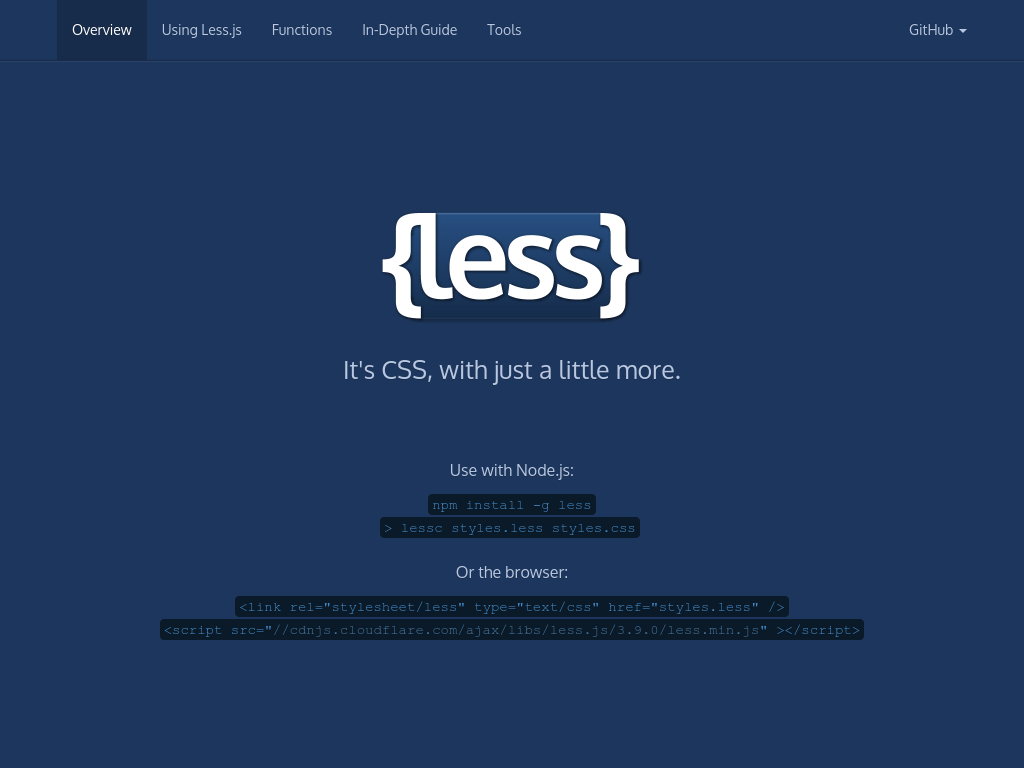 Overview Using Less.js Functions In-Depth Guide Tools GitHub
{less}
It's CSS, with just a little more.
Use with Node.js:
npm install -g less
> lessc styles.less styles.css
Or the browser:
<link rel="stylesheet/less" type="text/css" href="styles.less" />
<script src="//cdnjs.cloudflare.com/ajax/libs/less.js/3.9.0/less.min.js" ></script>